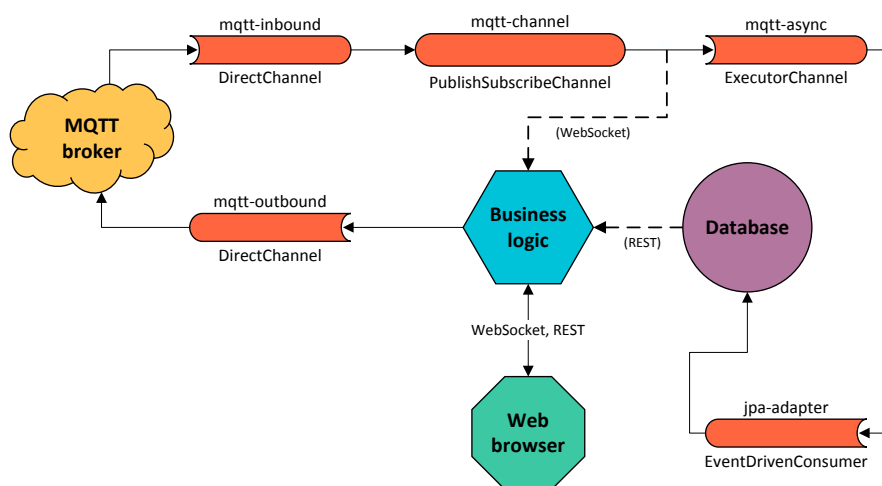 mqtt-inbound
DirectChannel
mqtt-channel
PublishSubscribeChannel
mqtt-async
ExecutorChannel
MQTT
broker
(WebSocket)
mqtt-outbound
DirectChannel
Business
logic
(REST)
Database
WebSocket, REST
Web
browser
jpa-adapter
EventDrivenConsumer